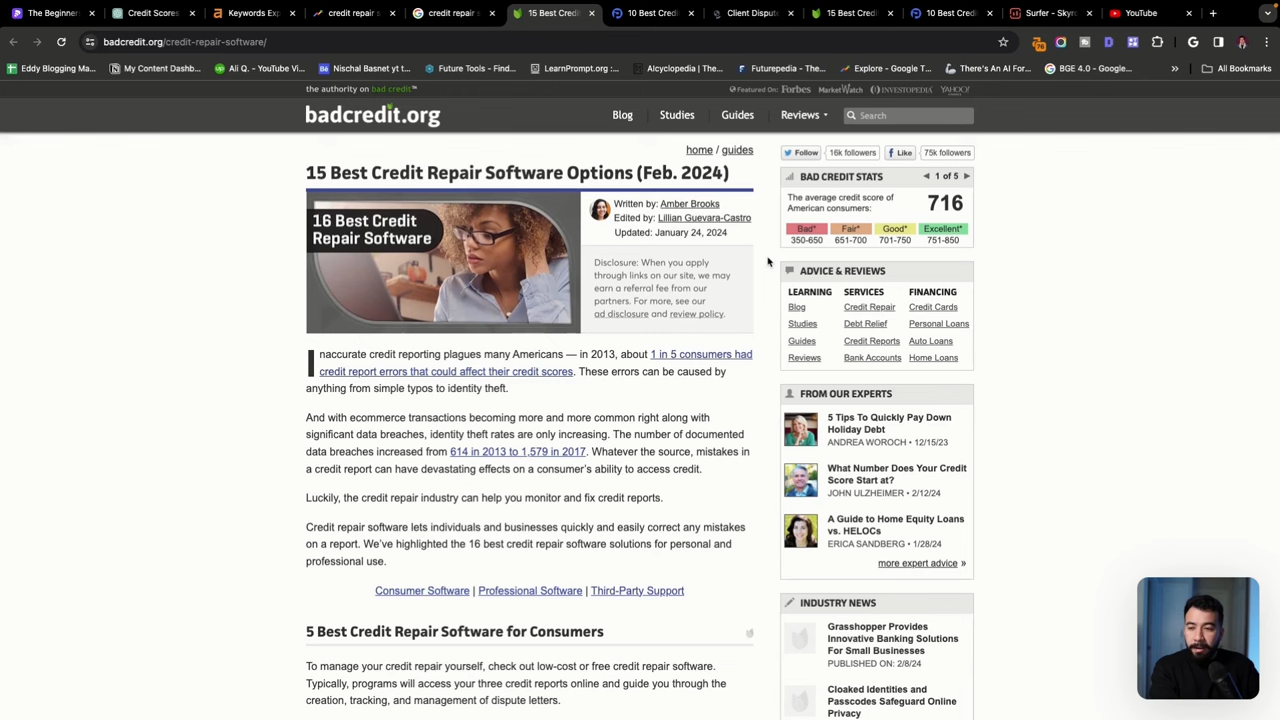 The Beginners
Credit Scores
Keywords Exp
credit repair s
credit repair s
15 Best Credi
10 Best Credi
Client Dispute
15 Best Credi
10 Best Credi
Surfer - Skyro
YouTube
badcredit.org/credit-repair-software/
Eddy Blogging Ma...
My Content Dashb...
Ali Q. - YouTube Vi...
Nischal Basnet yt t...
Future Tools - Find...
LearnPrompt.org :...
AIcyclopedia | The...
Futurepedia - The...
Explore - Google T...
There's An AI For...
BGE 4.0 - Google...
All Bookmarks
the authority on bad credit™
Featured On: Forbes MarketWatch INVESTOPEDIA YAHOO!
badcredit.org
Blog
Studies
Guides
Reviews
Search
home / guides
15 Best Credit Repair Software Options (Feb. 2024)
16 Best Credit
Repair Software
Written by: Amber Brooks
Edited by: Lillian Guevara-Castro
Updated: January 24, 2024
Disclosure: When you apply
through links on our site, we may
earn a referral fee from our
partners. For more, see our
ad disclosure and review policy.
Inaccurate credit reporting plagues many Americans — in 2013, about 1 in 5 consumers had
credit report errors that could affect their credit scores. These errors can be caused by
anything from simple typos to identity theft.
And with ecommerce transactions becoming more and more common right along with
significant data breaches, identity theft rates are only increasing. The number of documented
data breaches increased from 614 in 2013 to 1,579 in 2017. Whatever the source, mistakes in
a credit report can have devastating effects on a consumer's ability to access credit.
Luckily, the credit repair industry can help you monitor and fix credit reports.
Credit repair software lets individuals and businesses quickly and easily correct any mistakes
on a report. We've highlighted the 16 best credit repair software solutions for personal and
professional use.
Consumer Software | Professional Software | Third-Party Support
5 Best Credit Repair Software for Consumers
To manage your credit repair yourself, check out low-cost or free credit repair software.
Typically, programs will access your three credit reports online and guide you through the
creation, tracking, and management of dispute letters.
Follow
16k followers
Like
75k followers
BAD CREDIT STATS
1 of 5
The average credit score of
American consumers:
716
Bad* Fair* Good* Excellent*
350-650 651-700 701-750 751-850
ADVICE & REVIEWS
LEARNING SERVICES FINANCING
Blog Credit Repair Credit Cards
Studies Debt Relief Personal Loans
Guides Credit Reports Auto Loans
Reviews Bank Accounts Home Loans
FROM OUR EXPERTS
5 Tips To Quickly Pay Down
Holiday Debt
ANDREA WOROCH • 12/15/23
What Number Does Your Credit
Score Start at?
JOHN ULZHEIMER • 2/12/24
A Guide to Home Equity Loans
vs. HELOCs
ERICA SANDBERG • 1/28/24
more expert advice »
INDUSTRY NEWS
Grasshopper Provides
Innovative Banking Solutions
For Small Businesses
PUBLISHED ON: 2/8/24
Cloaked Identities and
Passcodes Safeguard Online
Privacy